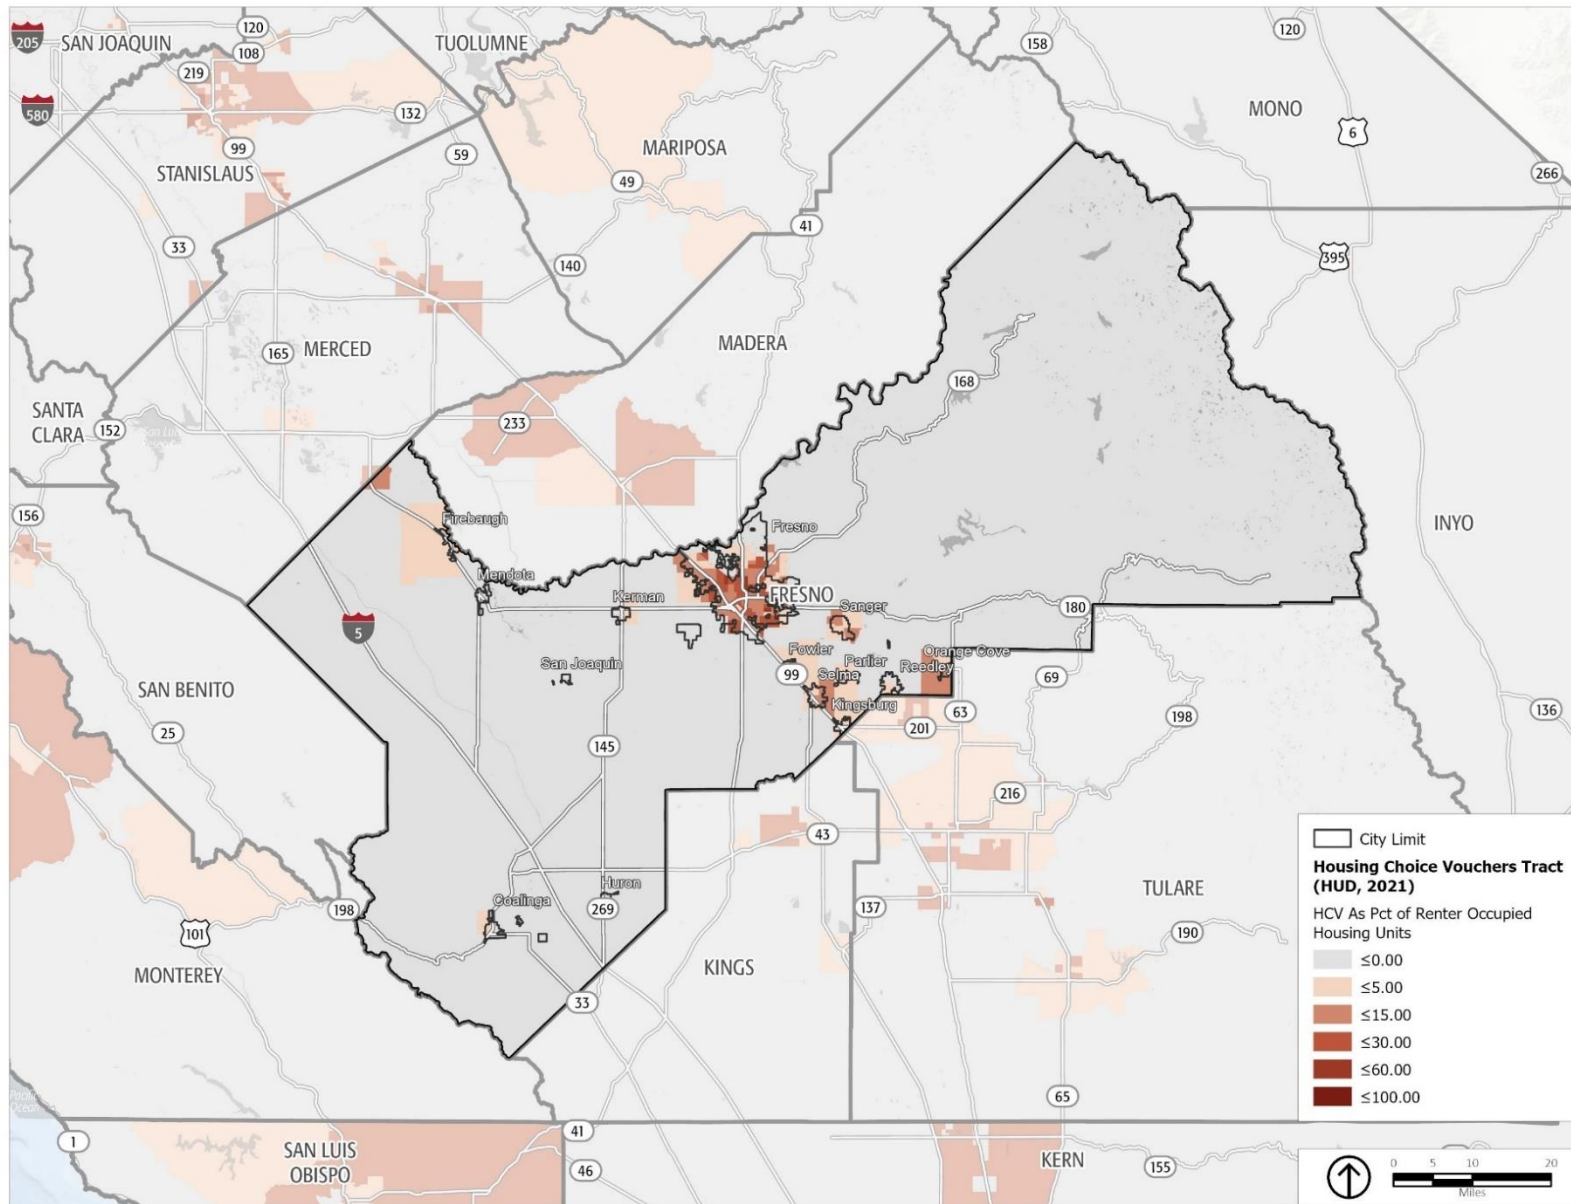 205
SAN JOAQUIN
120
108
TUOLUMNE
158
120
219
580
132
MONO
6
99
59
MARIPOSA
STANISLAUS
49
266
33
41
140
395
165
MERCED
MADERA
168
SANTA
CLARA
152
233
156
Firebaugh
Fresno
INYO
Mendota
Kerman
FRESNO
Sanger
180
5
San Joaquin
Fowler
Parlier
Orange Cove
Reedley
99
Selma
69
SAN BENITO
Kingsburg
63
198
201
136
25
145
216
43
Huron
Coalinga
269
198
137
TULARE
101
190
MONTEREY
KINGS
33
65
Pacific
Ocean
1
41
SAN LUIS
OBISPO
46
KERN
155
City Limit
Housing Choice Vouchers Tract
(HUD, 2021)
HCV As Pct of Renter Occupied
Housing Units
≤0.00
≤5.00
≤15.00
≤30.00
≤60.00
≤100.00
0 5 10 20
Miles